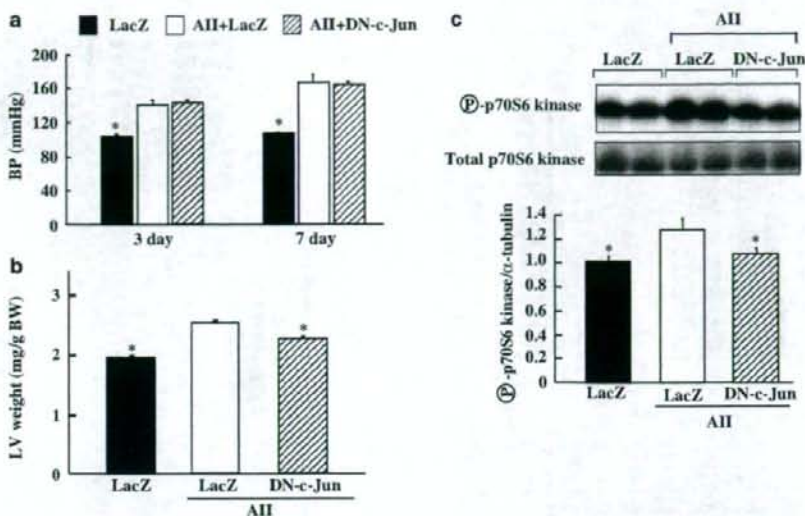 a
LacZ AII+LacZ AII+DN-c-Jun
BP (mmHg)
200
160
120
80
40
0
* *
3 day 7 day
b
LV weight (mg/g BW)
3
2
1
0
* *
LacZ LacZ DN-c-Jun
AII
c
AII
LacZ LacZ DN-c-Jun
Ⓟ-p70S6 kinase
Total p70S6 kinase
Ⓟ-p70S6 kinase/α-tubulin
1.4
1.2
1.0
0.8
0.6
0.4
0.2
0
* *
LacZ LacZ DN-c-Jun
AII